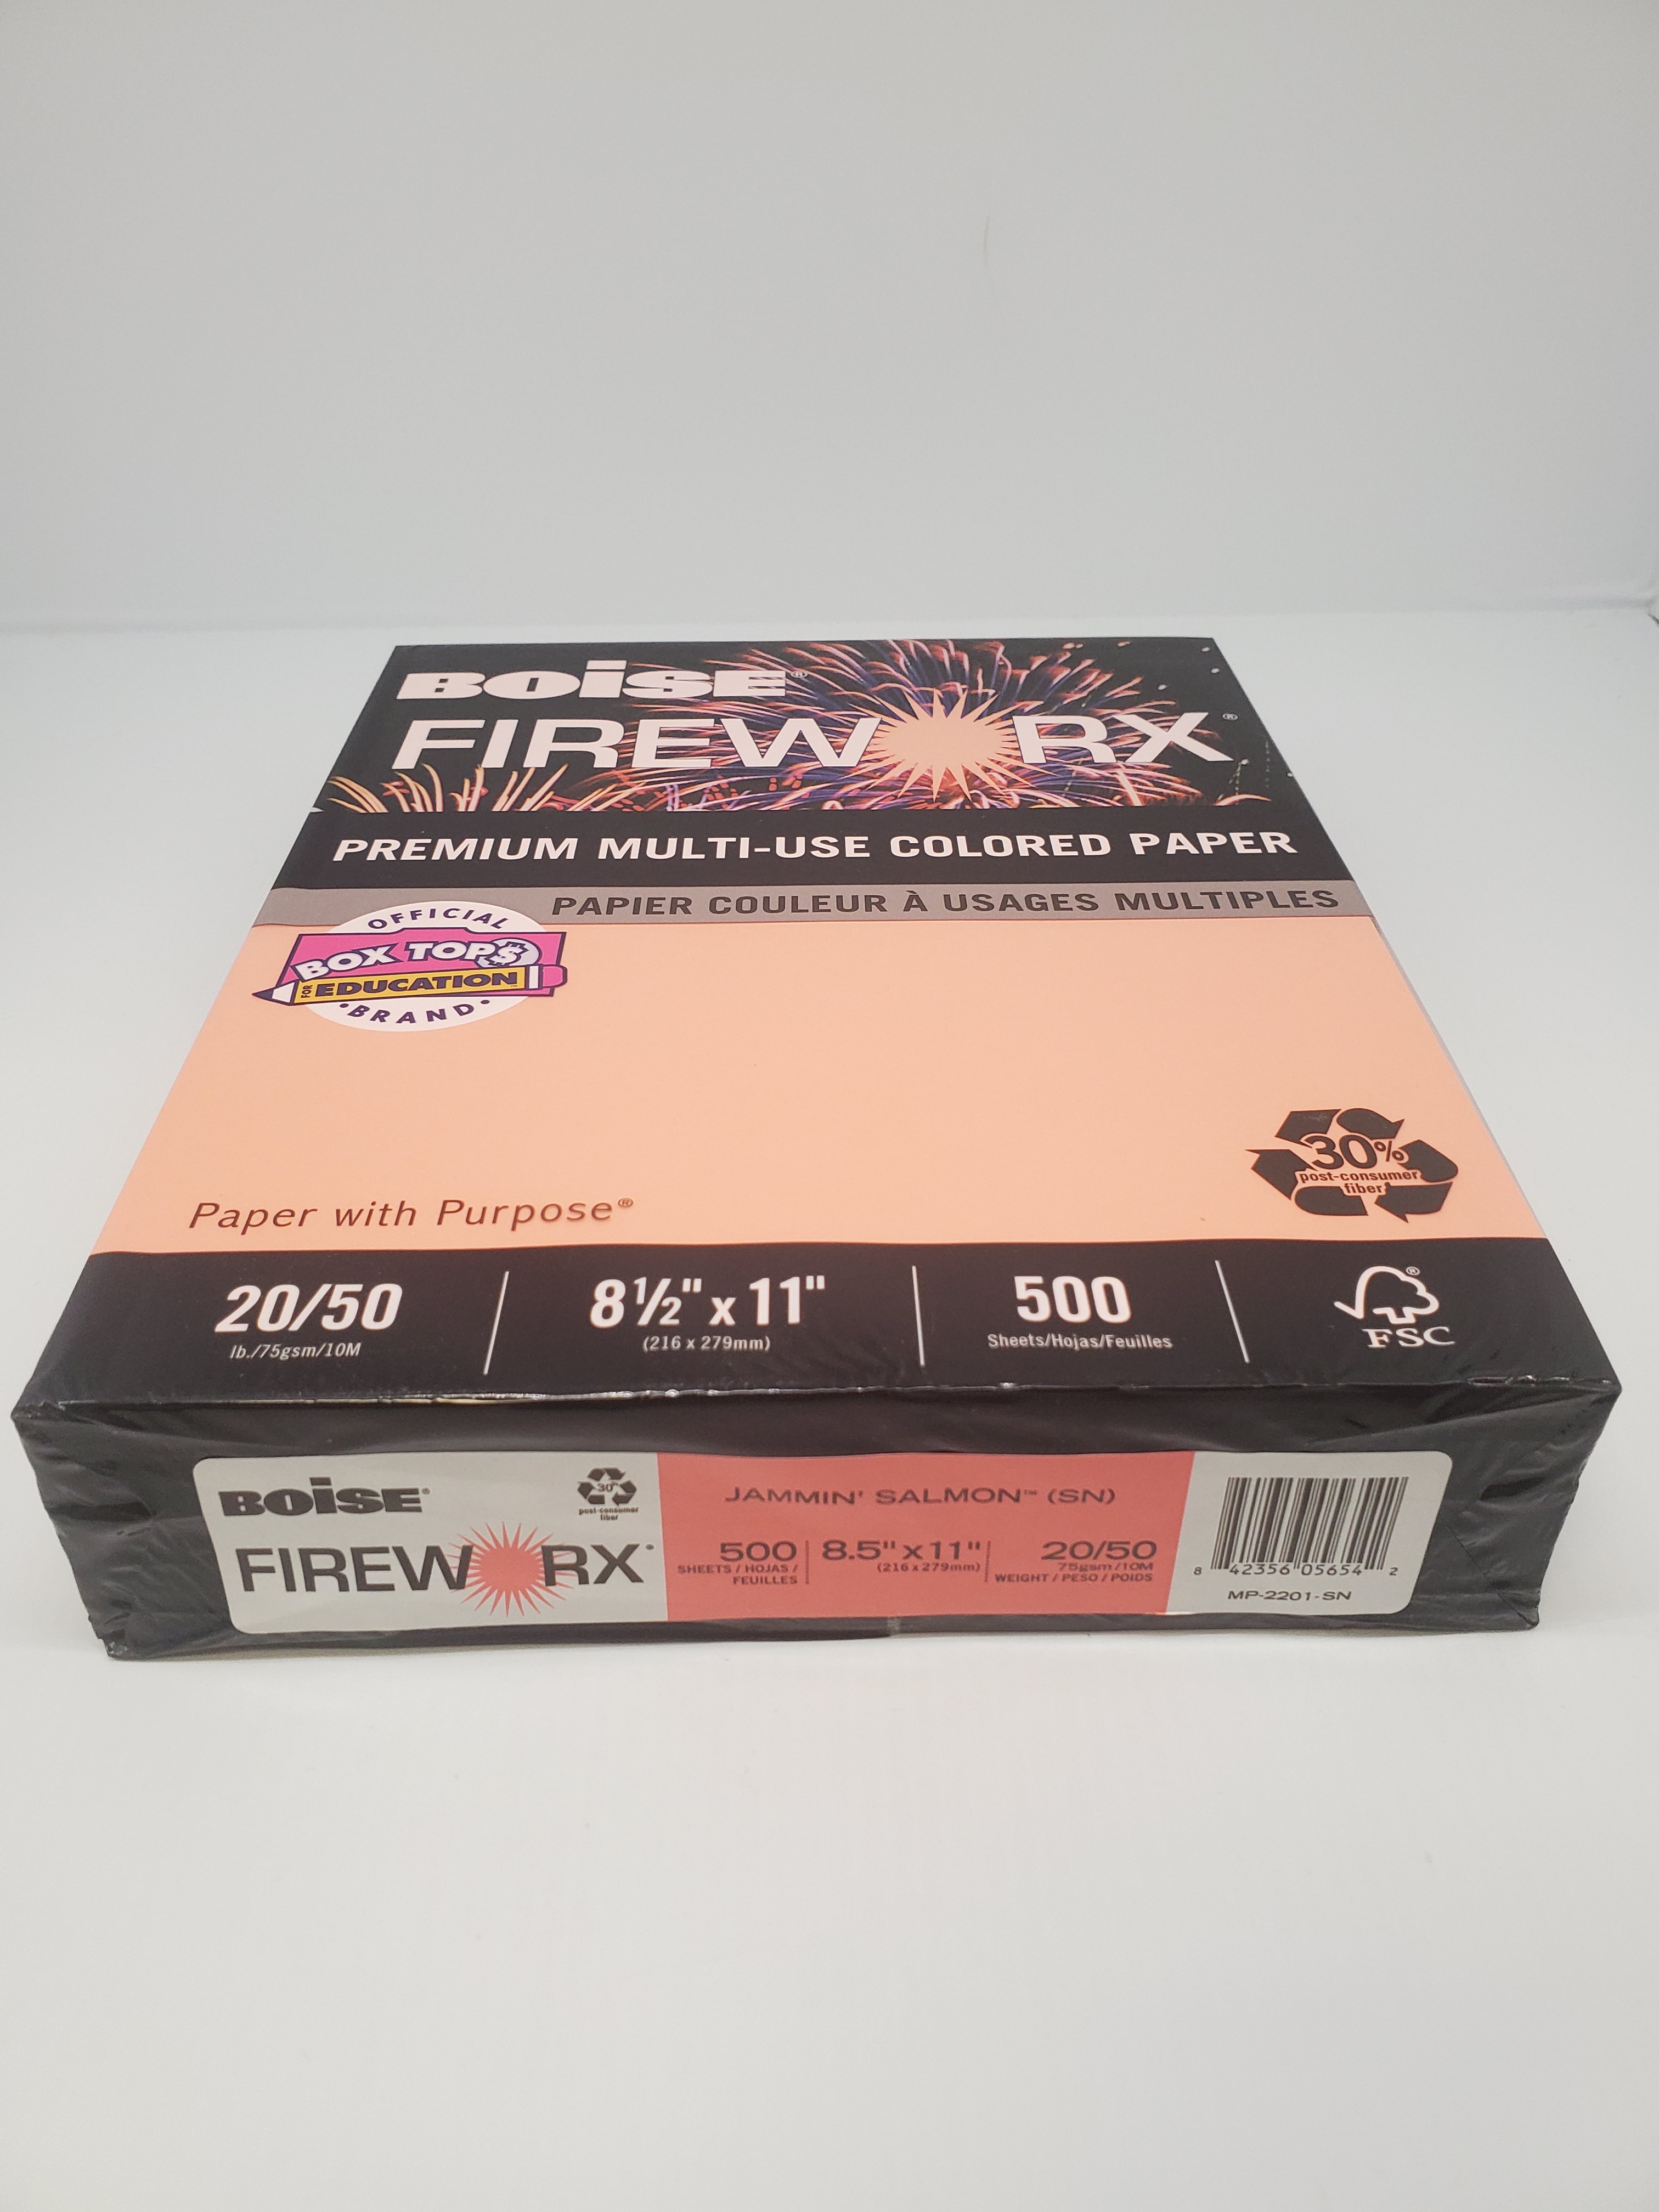 BOISE®
FIREWORX®
PREMIUM MULTI-USE COLORED PAPER
PAPIER COULEUR À USAGES MULTIPLES
OFFICIAL
BOX TOPS
FOR EDUCATION
BRAND
30%
post-consumer
fiber
Paper with Purpose®
20/50
lb./75gsm/10M
8½" x 11"
(216 x 279mm)
500
Sheets/Hojas/Feuilles
®
FSC
BOISE®
30%
post-consumer
fiber
FIREWORX®
JAMMIN' SALMON™ (SN)
500
SHEETS / HOJAS /
FEUILLES
8.5" x 11"
(216 x 279mm)
20/50
75gsm/10M
WEIGHT / PESO / POIDS
8 42356 05654 2
MP-2201-SN